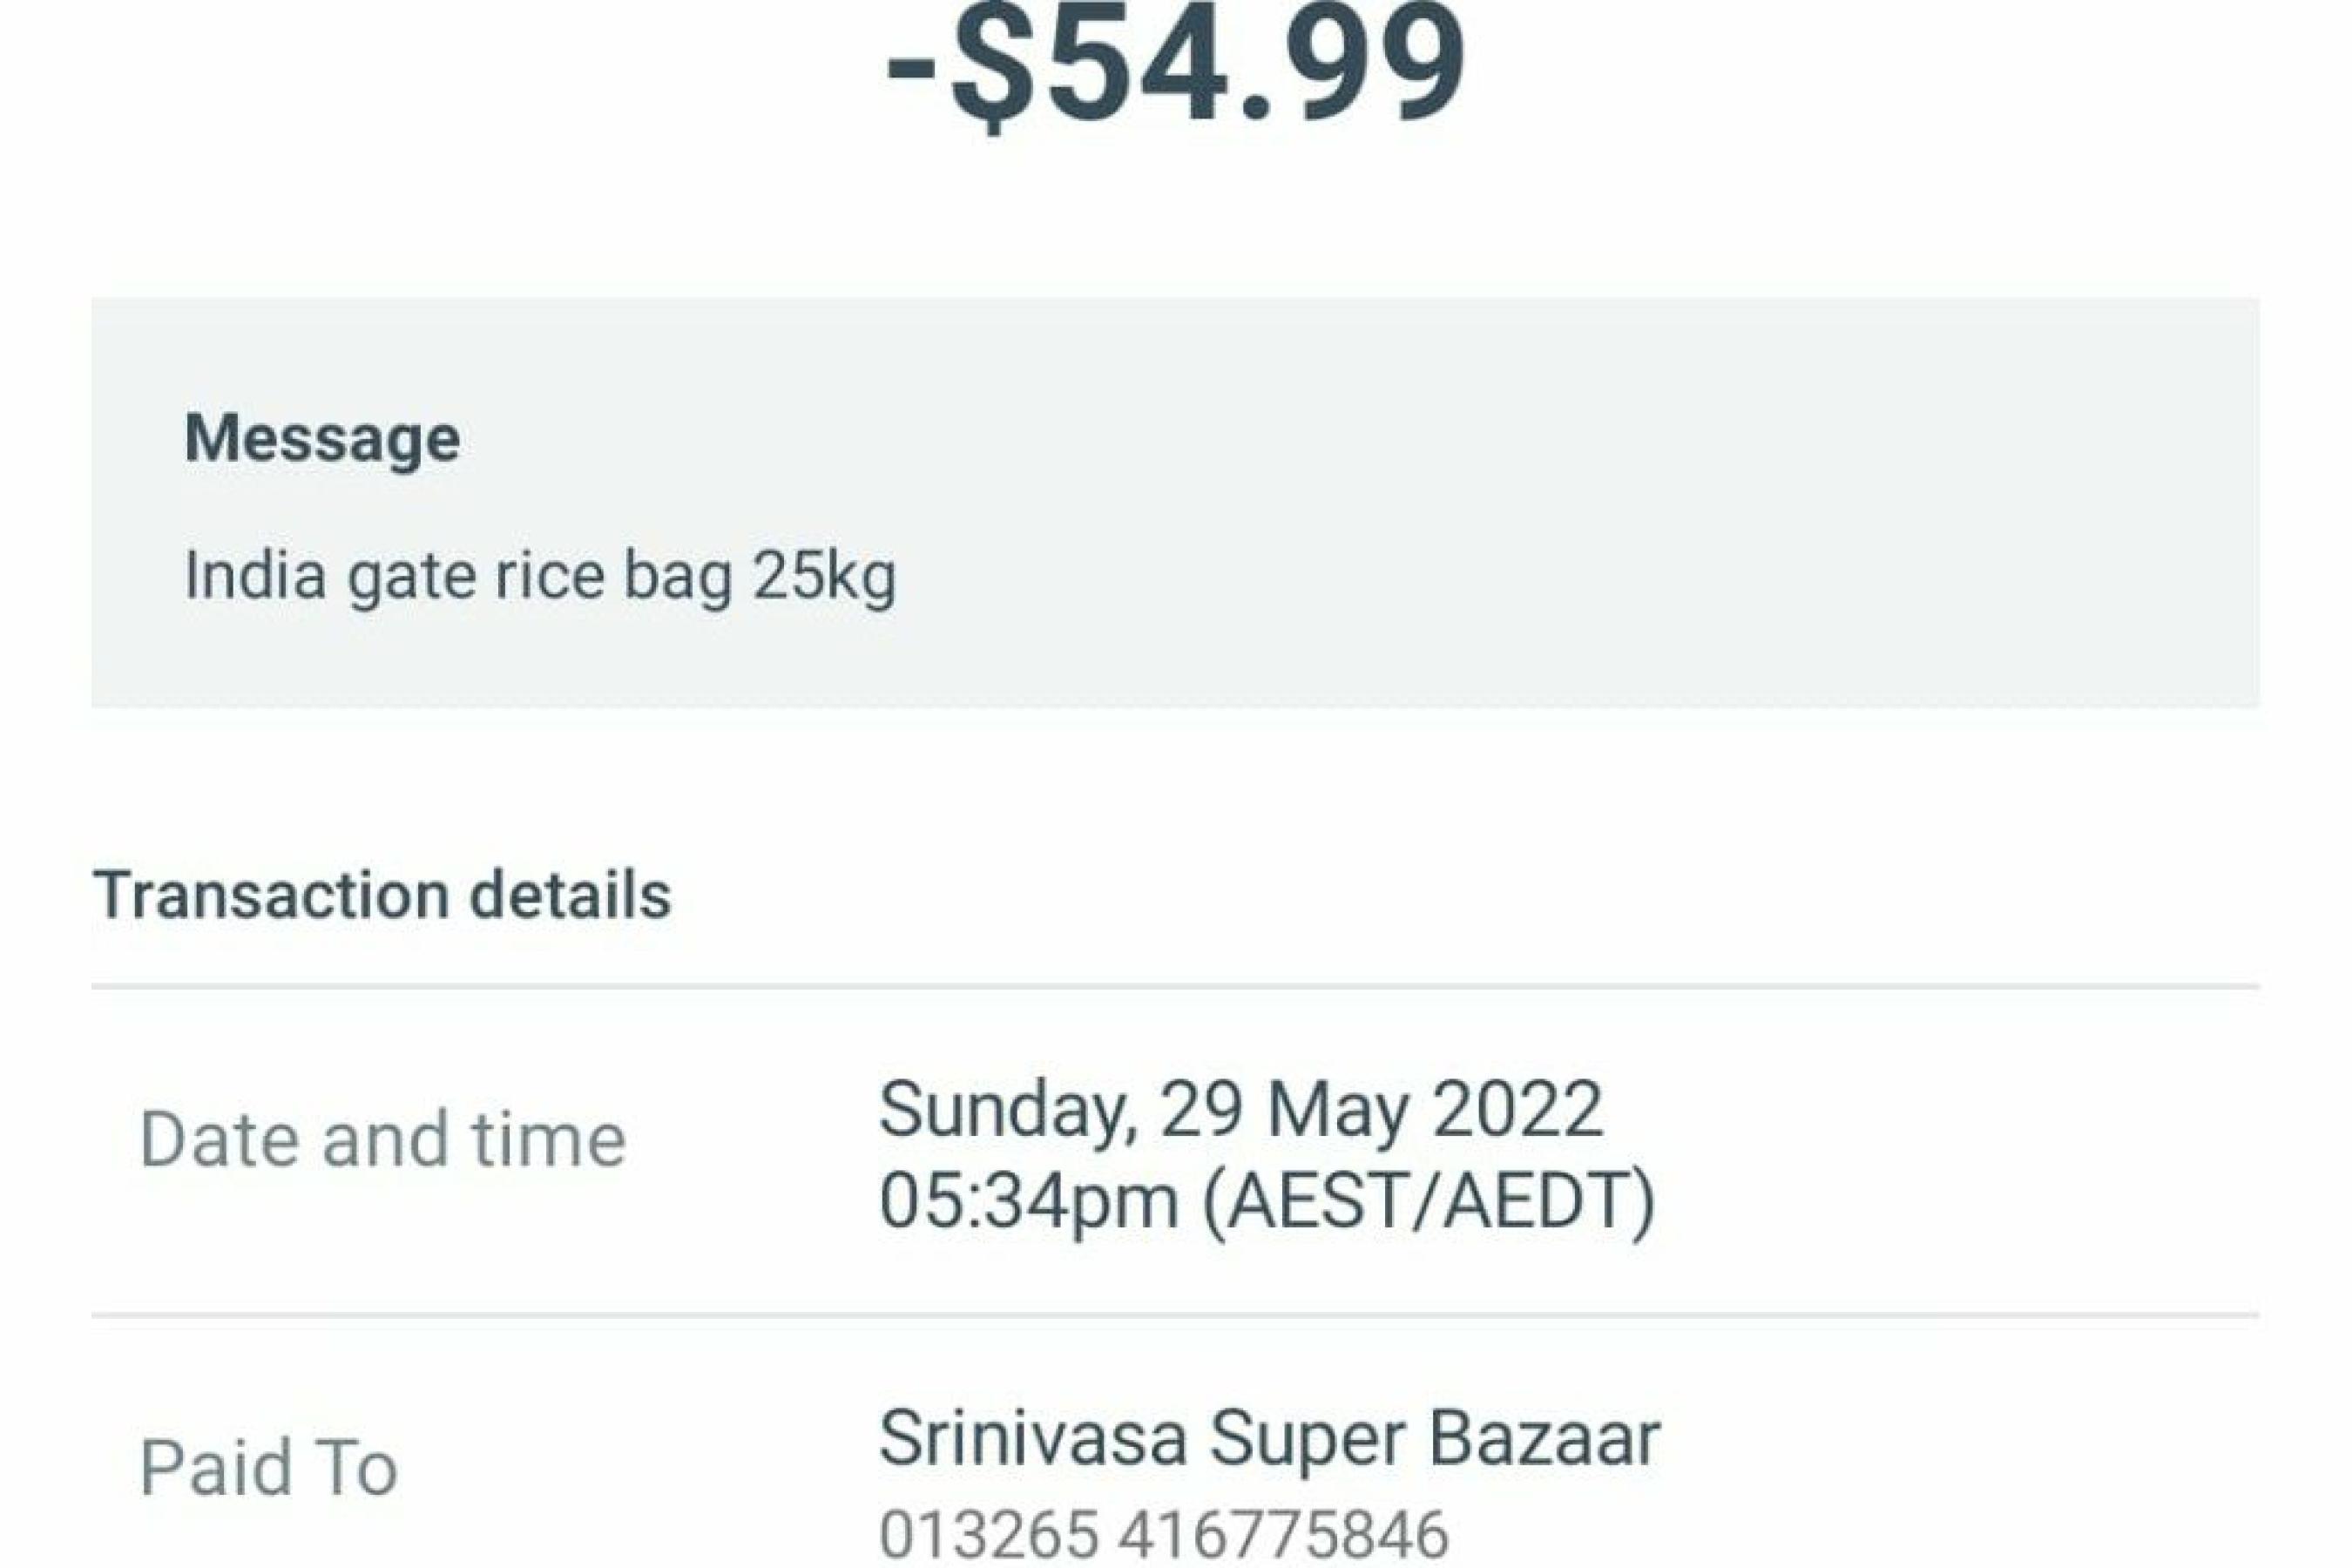 -$54.99
Message
India gate rice bag 25kg
Transaction details
Date and time
Sunday, 29 May 2022
05:34pm (AEST/AEDT)
Paid To
Srinivasa Super Bazaar
013265 416775846